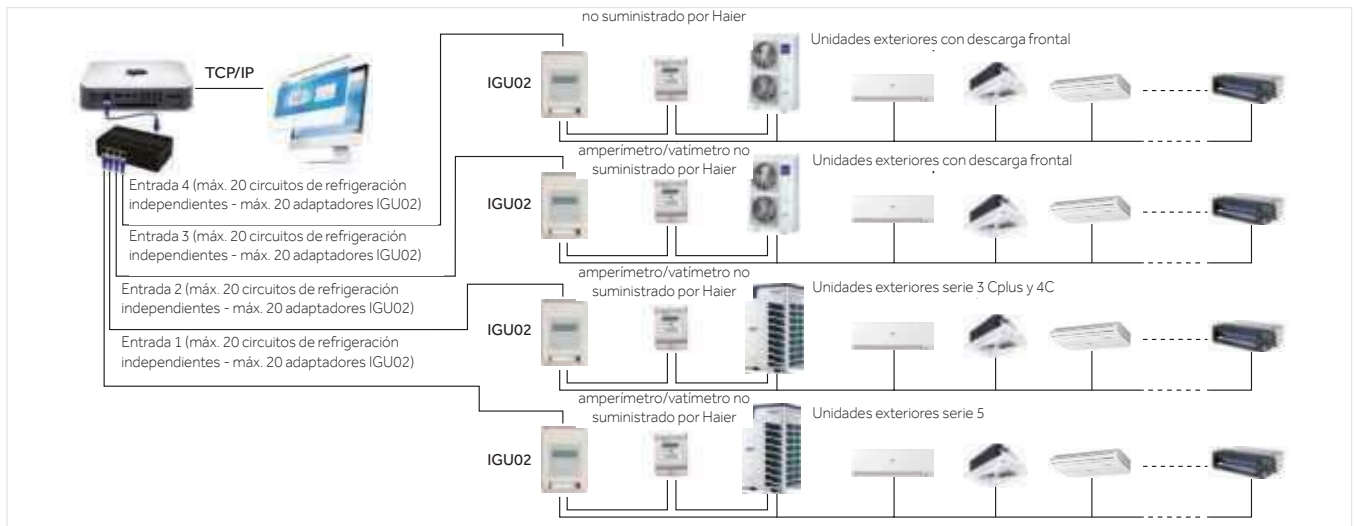 no suministrado por Haier
Unidades exteriores con descarga frontal
TCP/IP
IGU02
amperímetro/vatímetro no
suministrado por Haier
Unidades exteriores con descarga frontal
Entrada 4 (máx. 20 circuitos de refrigeración
independientes - máx. 20 adaptadores IGU02)
IGU02
Entrada 3 (máx. 20 circuitos de refrigeración
independientes - máx. 20 adaptadores IGU02)
amperímetro/vatímetro no
suministrado por Haier
Unidades exteriores serie 3 Cplus y 4C
Entrada 2 (máx. 20 circuitos de refrigeración
independientes - máx. 20 adaptadores IGU02)
IGU02
Entrada 1 (máx. 20 circuitos de refrigeración
independientes - máx. 20 adaptadores IGU02)
amperímetro/vatímetro no
suministrado por Haier
Unidades exteriores serie 5
IGU02